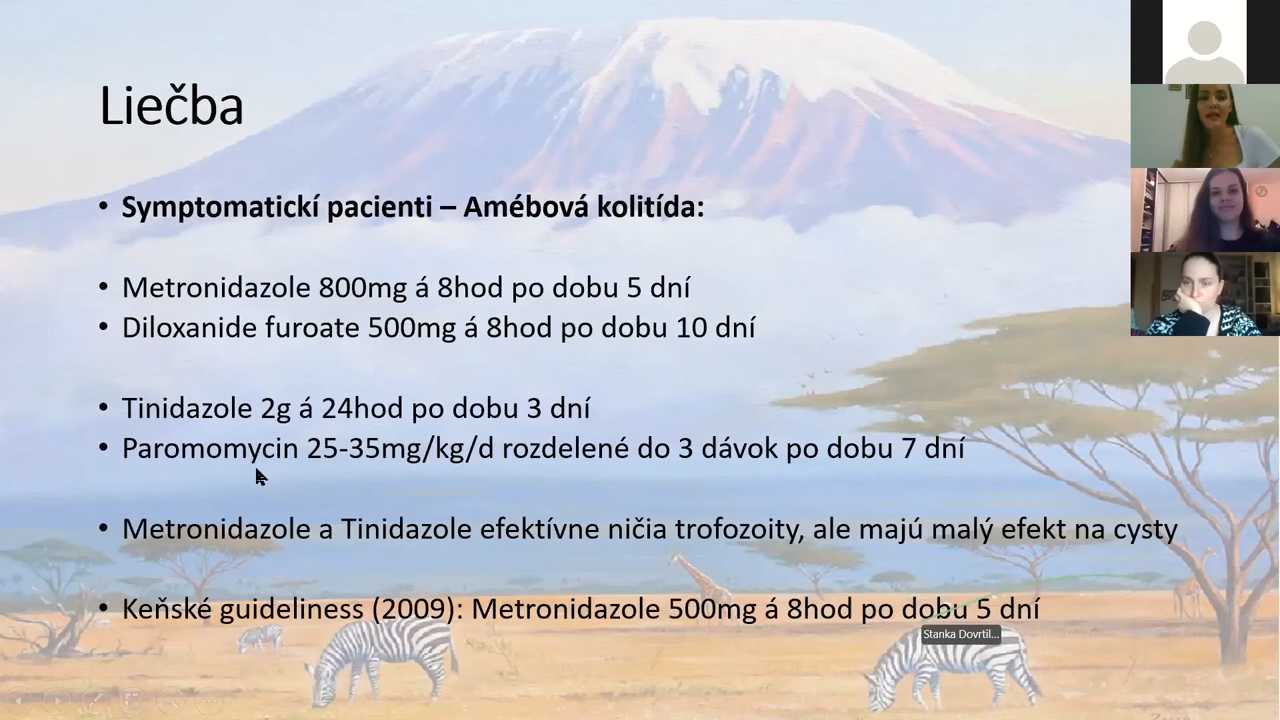 Liečba
• Symptomatickí pacienti – Amébová kolitída:
• Metronidazole 800mg á 8hod po dobu 5 dní
• Diloxanide furoate 500mg á 8hod po dobu 10 dní
• Tinidazole 2g á 24hod po dobu 3 dní
• Paromomycin 25-35mg/kg/d rozdelené do 3 dávok po dobu 7 dní
• Metronidazole a Tinidazole efektívne ničia trofozoity, ale majú malý efekt na cysty
• Keňské guideliness (2009): Metronidazole 500mg á 8hod po dobu 5 dní
Stanka Dovrtil...